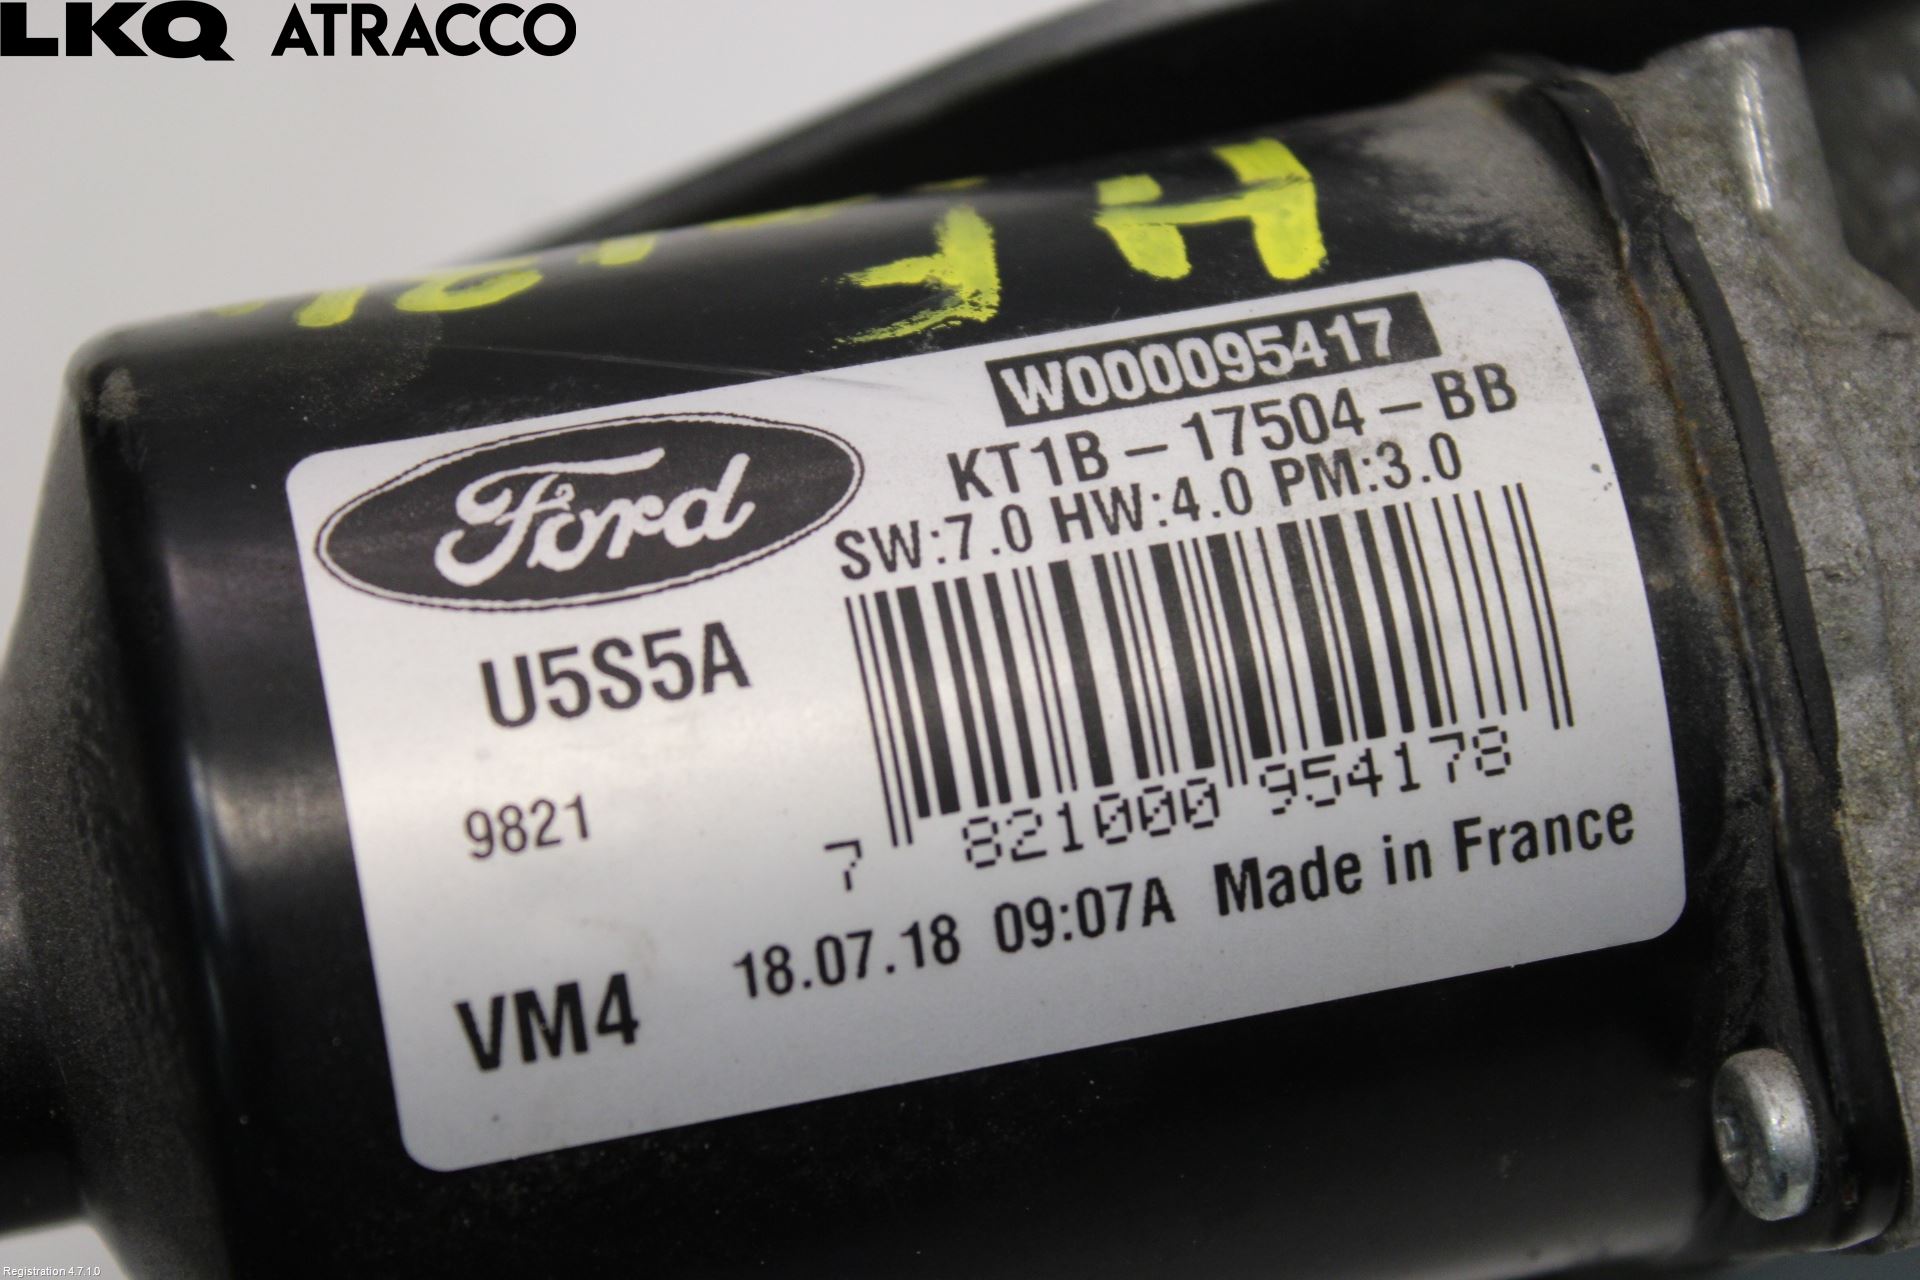 LKQ ATRACCO
W000095417
KT1B-17504-BB
SW:7.0 HW:4.0 PM:3.0
Ford
U5S5A
9821
7 821000 954178
18.07.18 09:07A Made in France
VM4
Registration 4.7.1.0